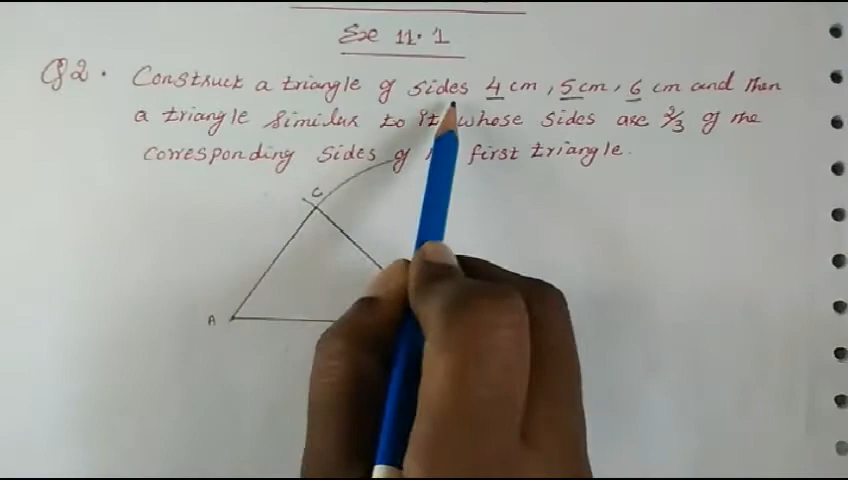 Ex 11.1
Q2. Construct a triangle of sides 4 cm, 5 cm, 6 cm and then
a triangle similar to it whose sides are 2/3 of the
corresponding sides of first triangle.
C
A